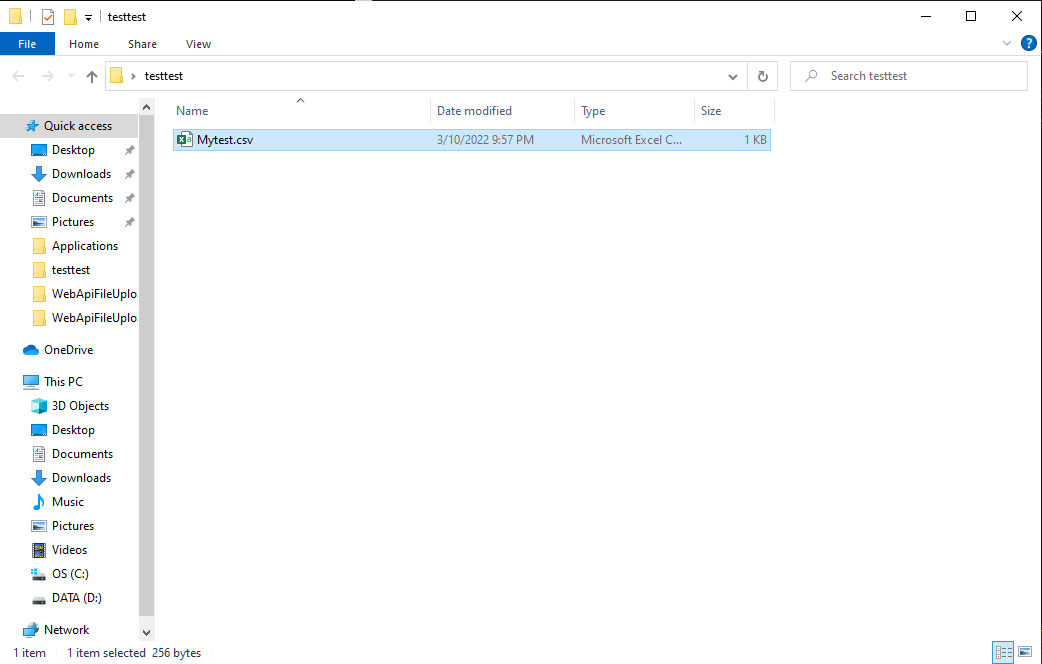 testtest
File Home Share View
?
testtest
Search testtest
Name Date modified Type Size
Mytest.csv 3/10/2022 9:57 PM Microsoft Excel C... 1 KB
Quick access
Desktop
Downloads
Documents
Pictures
Applications
testtest
WebApiFileUplo
WebApiFileUplo
OneDrive
This PC
3D Objects
Desktop
Documents
Downloads
Music
Pictures
Videos
OS (C:)
DATA (D:)
Network
1 item 1 item selected 256 bytes